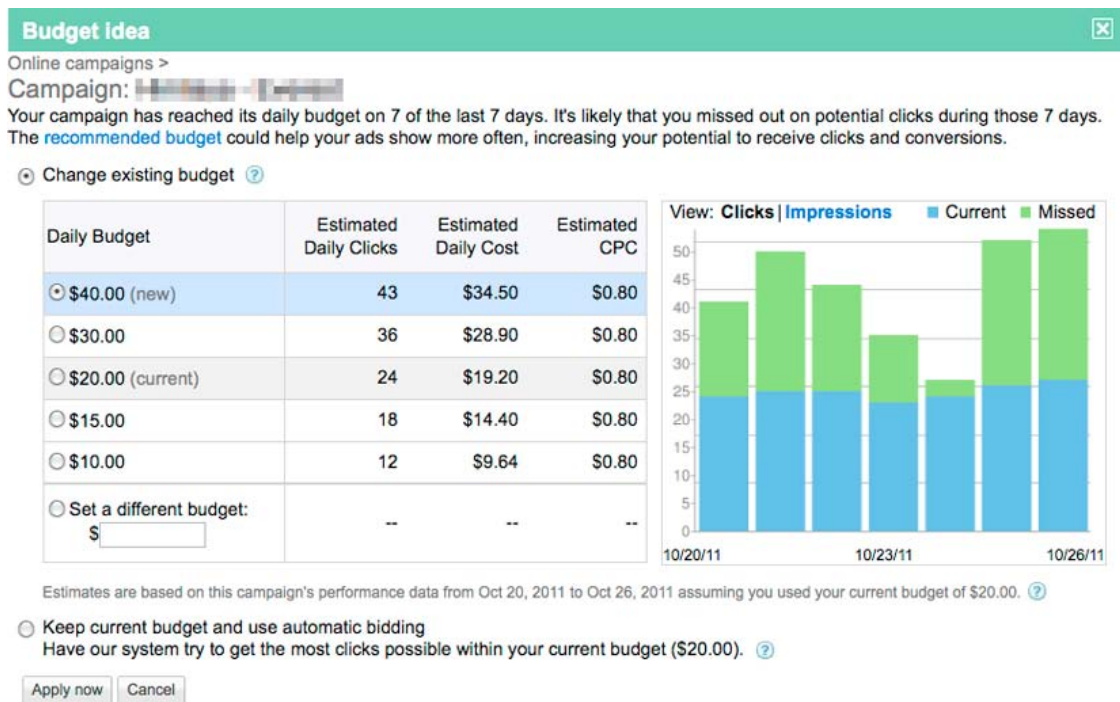 Budget idea
Online campaigns >
Campaign:
Your campaign has reached its daily budget on 7 of the last 7 days. It's likely that you missed out on potential clicks during those 7 days.
The recommended budget could help your ads show more often, increasing your potential to receive clicks and conversions.
Change existing budget ?
Daily Budget Estimated Daily Clicks Estimated Daily Cost Estimated CPC
$40.00 (new) 43 $34.50 $0.80
$30.00 36 $28.90 $0.80
$20.00 (current) 24 $19.20 $0.80
$15.00 18 $14.40 $0.80
$10.00 12 $9.64 $0.80
Set a different budget:
$ -- -- --
View: Clicks | Impressions Current Missed
50
45
40
35
30
25
20
15
10
5
0
10/20/11 10/23/11 10/26/11
Estimates are based on this campaign's performance data from Oct 20, 2011 to Oct 26, 2011 assuming you used your current budget of $20.00. ?
Keep current budget and use automatic bidding
Have our system try to get the most clicks possible within your current budget ($20.00). ?
Apply now Cancel